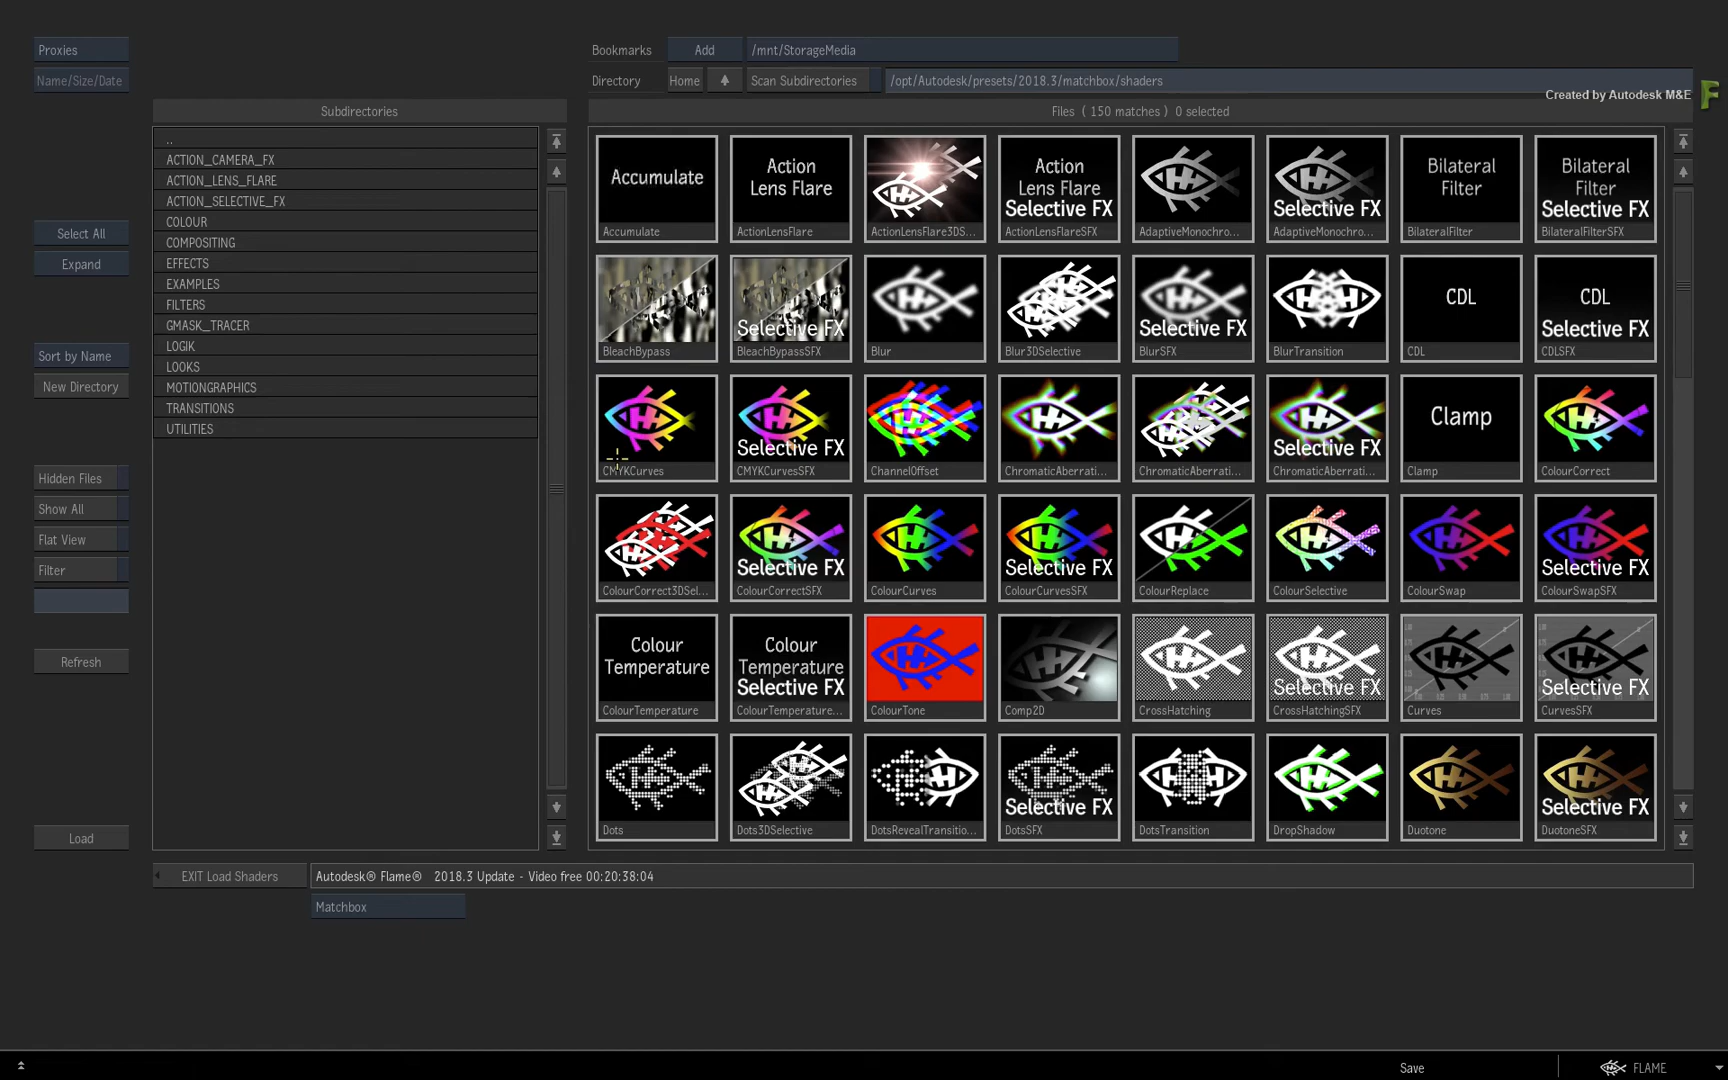 Proxies
Name/Size/Date
Bookmarks
Add
/mnt/StorageMedia
Directory
Home
Scan Subdirectories
/opt/Autodesk/presets/2018.3/matchbox/shaders
Created by Autodesk M&E
Subdirectories
Files ( 150 matches ) 0 selected
..
ACTION_CAMERA_FX
ACTION_LENS_FLARE
ACTION_SELECTIVE_FX
COLOUR
COMPOSITING
EFFECTS
EXAMPLES
FILTERS
GMASK_TRACER
LOGIK
LOOKS
MOTIONGRAPHICS
TRANSITIONS
UTILITIES
Select All
Expand
Sort by Name
New Directory
Hidden Files
Show All
Flat View
Filter
Refresh
Load
Accumulate
Accumulate
Action
Lens Flare
ActionLensFlare
ActionLensFlare3DS...
Action
Lens Flare
Selective FX
ActionLensFlareSFX
AdaptiveMonochro...
Selective FX
AdaptiveMonochro...
Bilateral
Filter
BilateralFilter
Bilateral
Filter
Selective FX
BilateralFilterSFX
BleachBypass
Selective FX
BleachBypassSFX
Blur
Blur3DSelective
Selective FX
BlurSFX
BlurTransition
CDL
CDL
CDL
Selective FX
CDLSFX
CMYKCurves
Selective FX
CMYKCurvesSFX
ChannelOffset
ChromaticAberrati...
ChromaticAberrati...
Selective FX
ChromaticAberrati...
Clamp
Clamp
ColourCorrect
ColourCorrect3DSel...
Selective FX
ColourCorrectSFX
ColourCurves
Selective FX
ColourCurvesSFX
ColourReplace
ColourSelective
ColourSwap
Selective FX
ColourSwapSFX
Colour
Temperature
ColourTemperature
Colour
Temperature
Selective FX
ColourTemperature...
ColourTone
Comp2D
CrossHatching
Selective FX
CrossHatchingSFX
Curves
Selective FX
CurvesSFX
Dots
Dots3DSelective
DotsRevealTransitio...
Selective FX
DotsSFX
DotsTransition
DropShadow
Duotone
Selective FX
DuotoneSFX
EXIT Load Shaders
Autodesk® Flame® 2018.3 Update - Video free 00:20:38:04
Matchbox
Save
FLAME